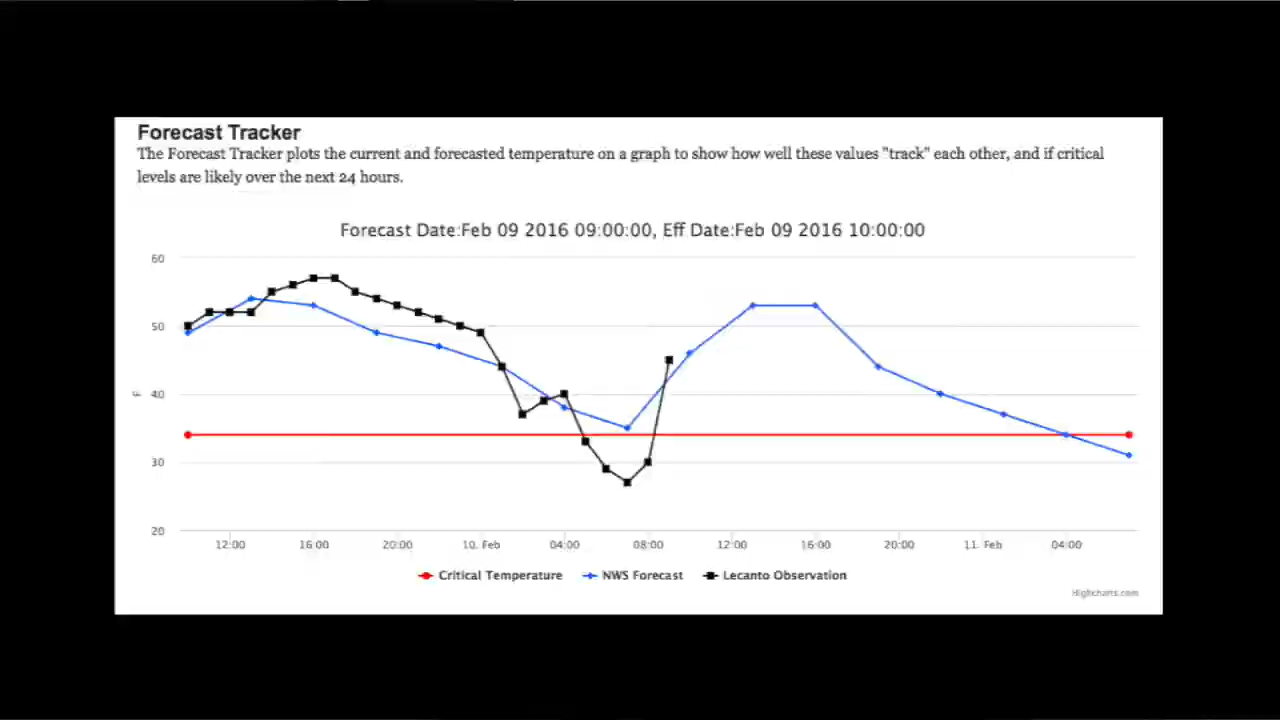 Forecast Tracker
The Forecast Tracker plots the current and forecasted temperature on a graph to show how well these values "track" each other, and if critical
levels are likely over the next 24 hours.
Forecast Date:Feb 09 2016 09:00:00, Eff Date:Feb 09 2016 10:00:00
60
50
F
40
30
20
12:00 16:00 20:00 10. Feb 04:00 08:00 12:00 16:00 20:00 11. Feb 04:00
Critical Temperature NWS Forecast Lecanto Observation
Highcharts.com